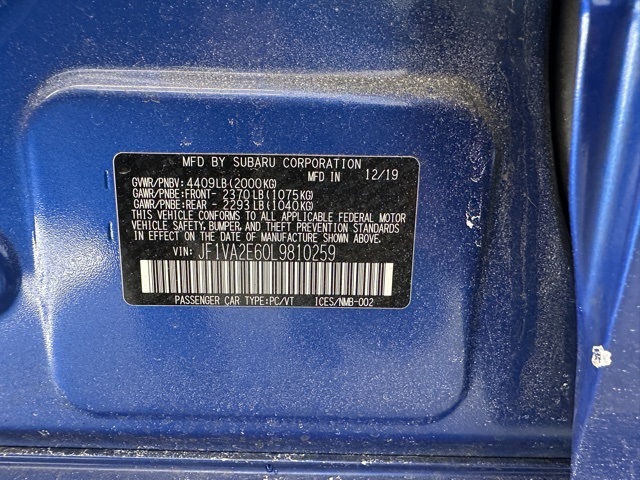 MFD BY SUBARU CORPORATION
MFD IN 12/19
GVWR/PNBV: 4409LB(2000KG)
GAWR/PNBE:FRONT- 2370LB(1075KG)
GAWR/PNBE:REAR - 2293LB(1040KG)
THIS VEHICLE CONFORMS TO ALL APPLICABLE FEDERAL MOTOR
VEHICLE SAFETY, BUMPER, AND THEFT PREVENTION STANDARDS
IN EFFECT ON THE DATE OF MANUFACTURE SHOWN ABOVE.
VIN: JF1VA2E60L9810259
PASSENGER CAR TYPE:PC/VT ICES/NMB-002